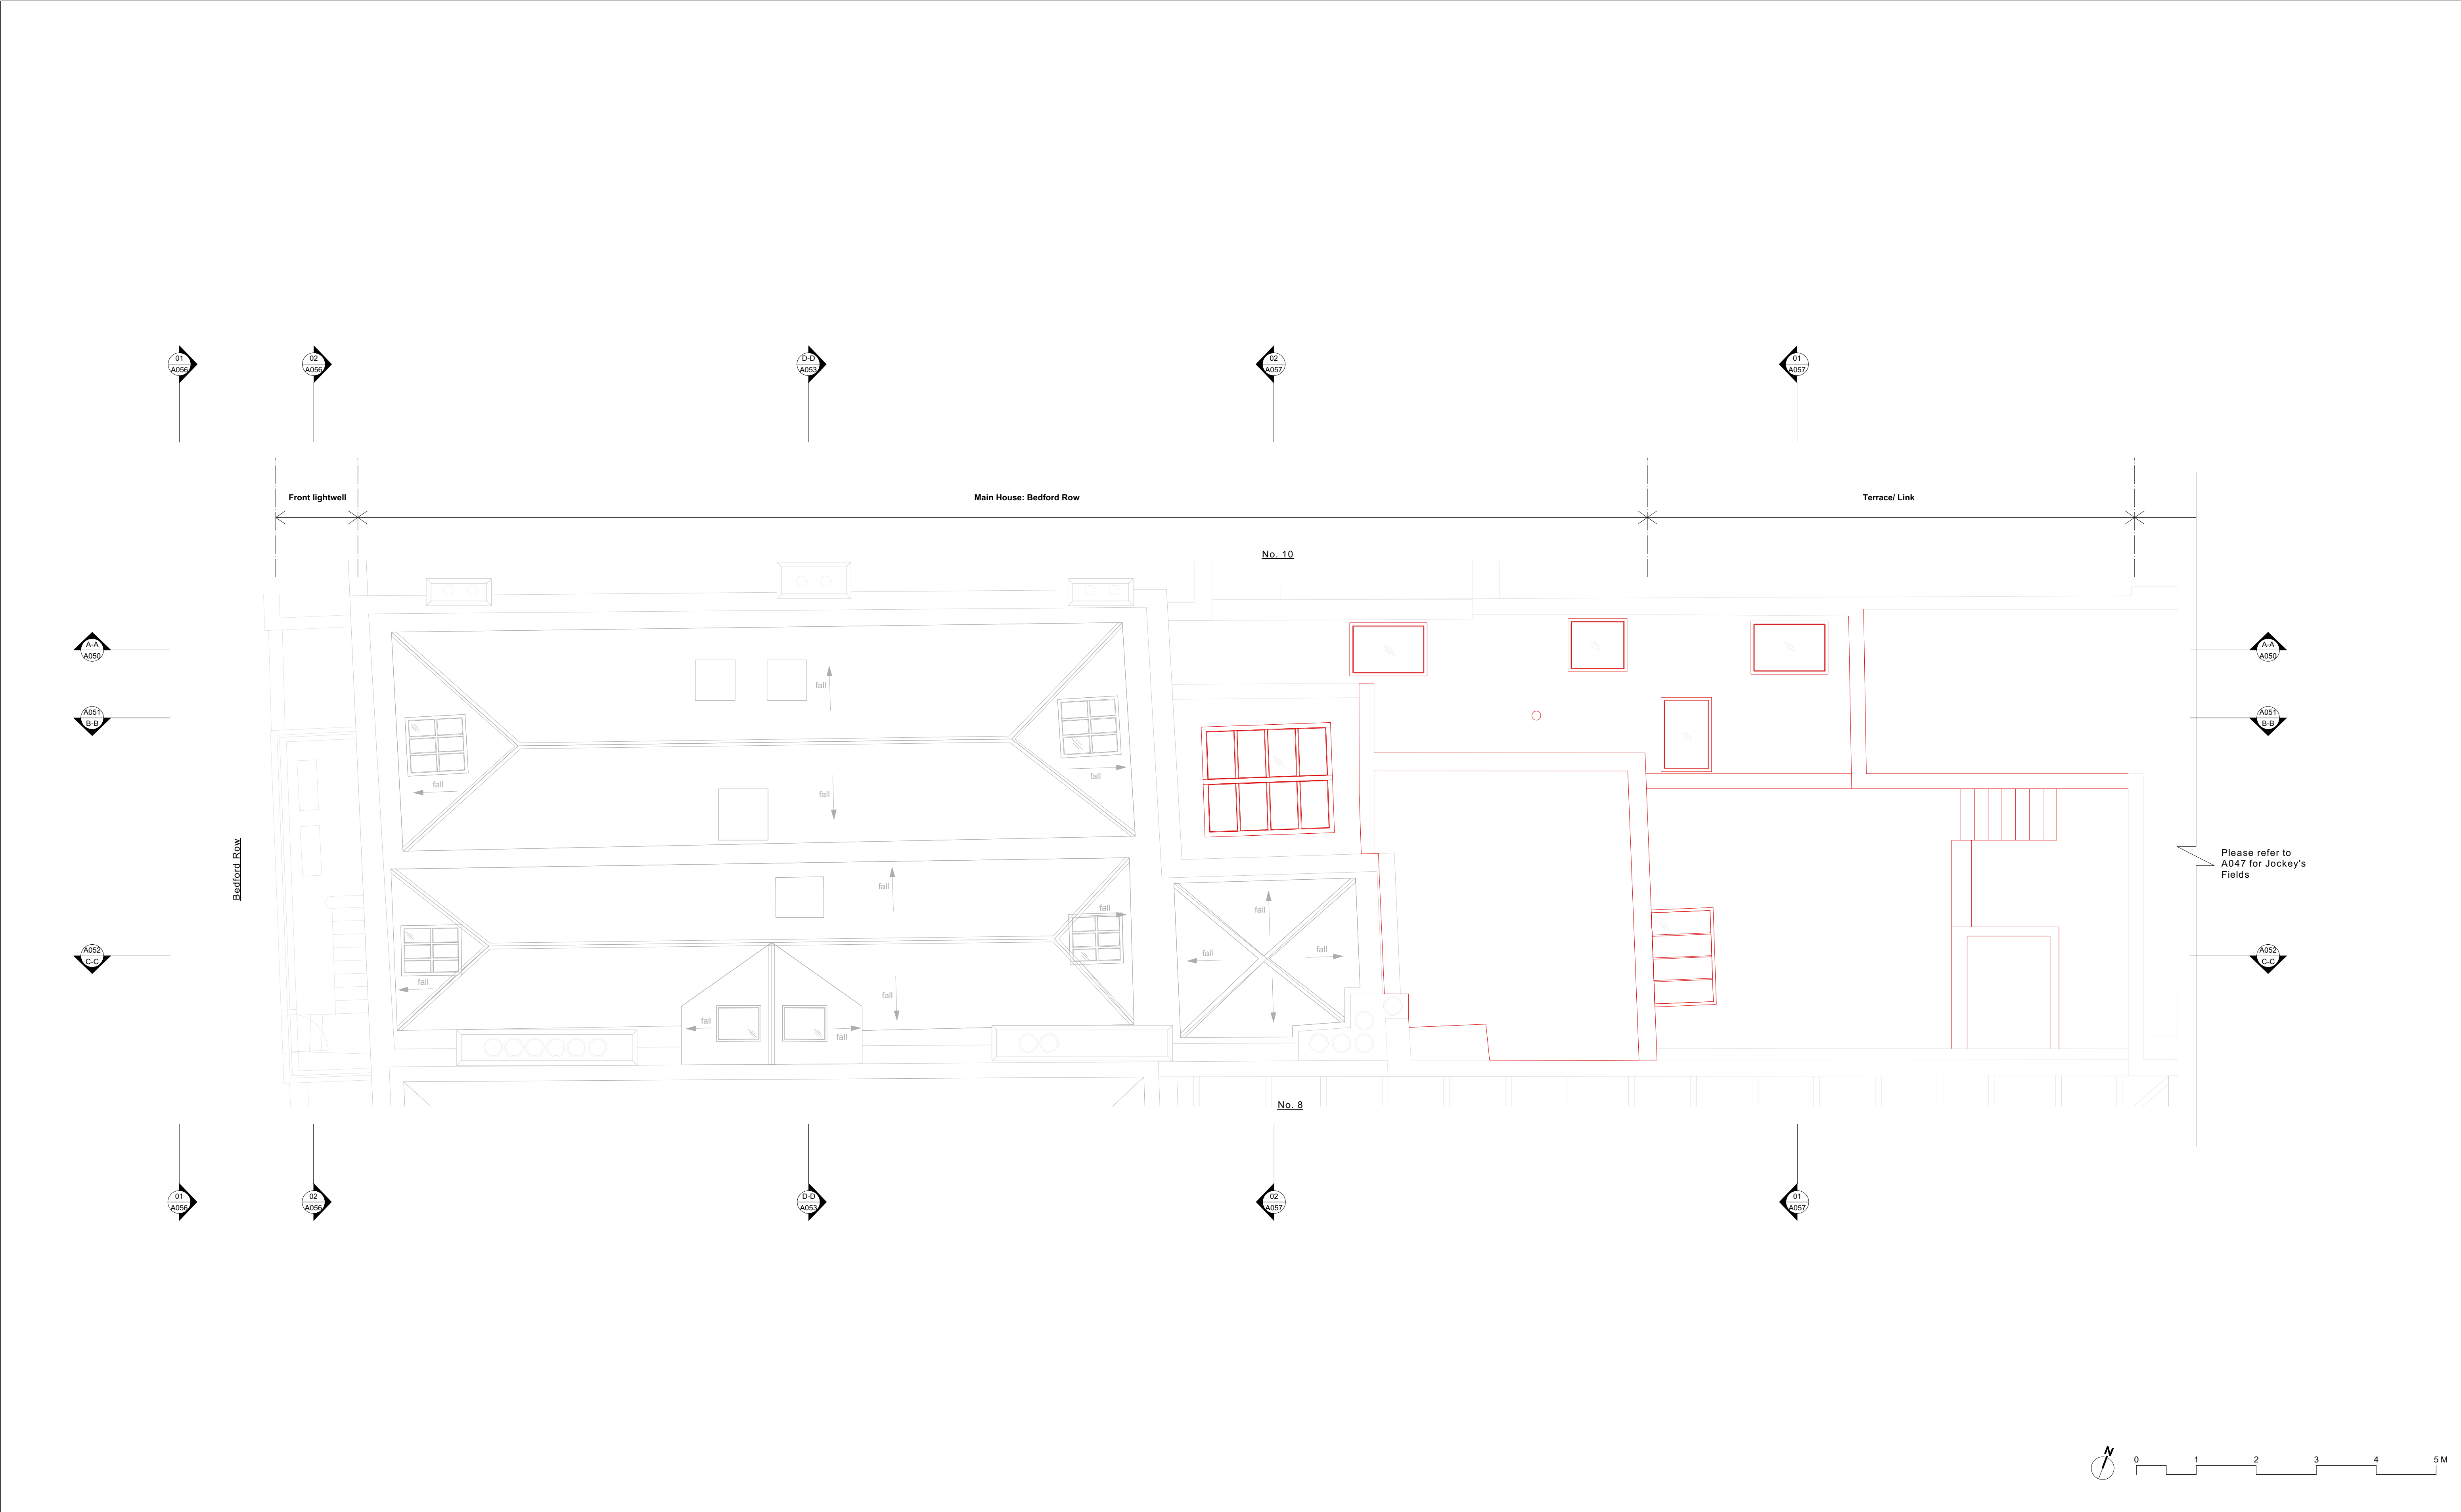 01
A056
02
A056
D-D
A053
02
A057
01
A057
Front lightwell
Main House: Bedford Row
Terrace/ Link
No. 10
A-A
A050
A-A
A050
fall
A051
B-B
A051
B-B
fall
fall
fall
Bedford Row
Please refer to
A047 for Jockey's
Fields
fall
fall
fall
A052
C-C
fall
fall
A052
C-C
fall
fall
fall
fall
No. 8
01
A056
02
A056
D-D
A053
02
A057
01
A057
N
0 1 2 3 4 5 M